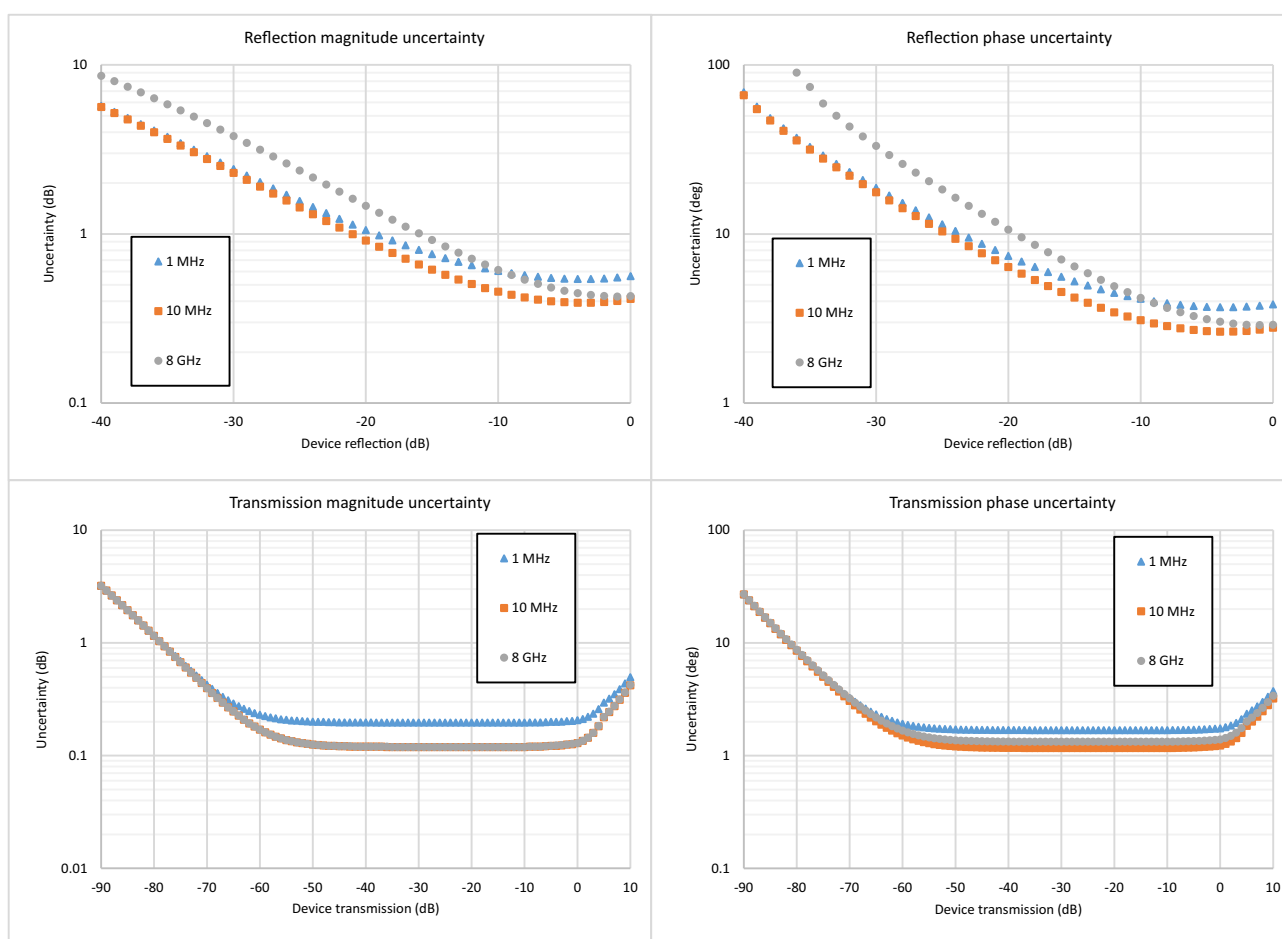 Reflection magnitude uncertainty
10
1
0.1
Uncertainty (dB)
1 MHz
10 MHz
8 GHz
-40 -30 -20 -10 0
Device reflection (dB)
Reflection phase uncertainty
100
10
1
Uncertainty (deg)
1 MHz
10 MHz
8 GHz
-40 -30 -20 -10 0
Device reflection (dB)
Transmission magnitude uncertainty
10
1
0.1
0.01
Uncertainty (dB)
1 MHz
10 MHz
8 GHz
-90 -80 -70 -60 -50 -40 -30 -20 -10 0 10
Device transmission (dB)
Transmission phase uncertainty
100
10
1
0.1
Uncertainty (deg)
1 MHz
10 MHz
8 GHz
-90 -80 -70 -60 -50 -40 -30 -20 -10 0 10
Device transmission (dB)